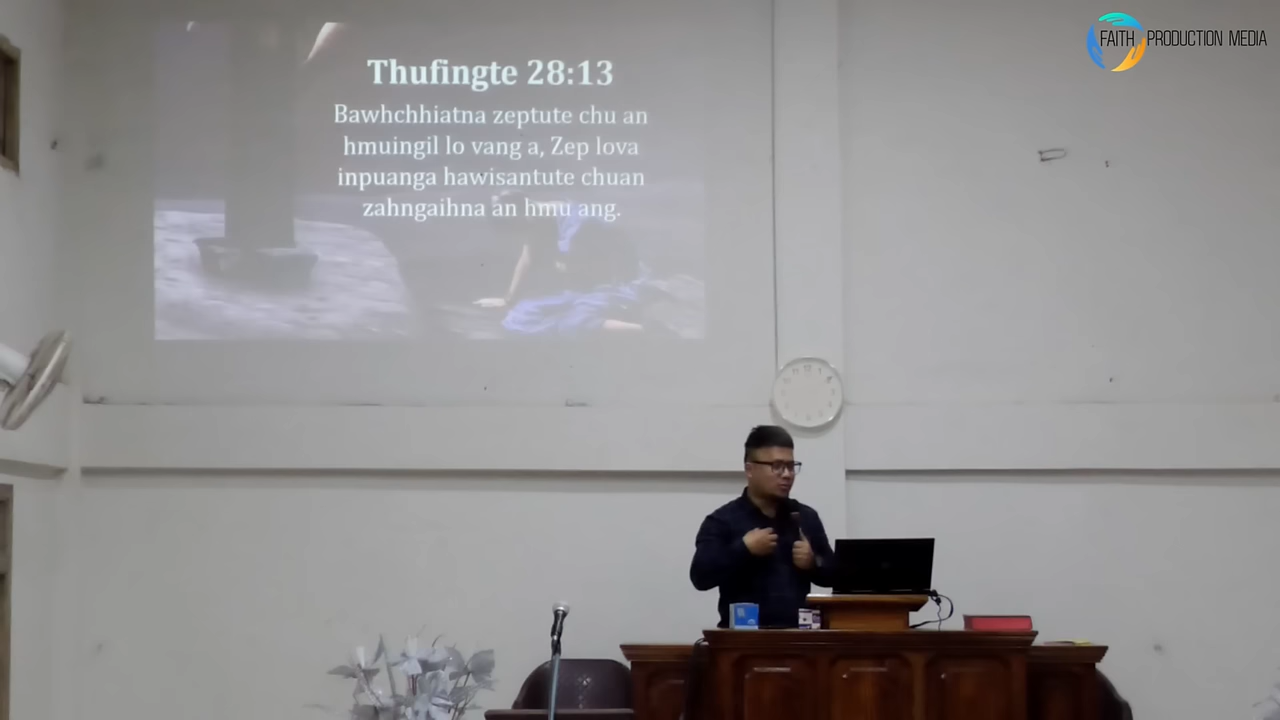 FAITH PRODUCTION MEDIA
Thufingte 28:13
Bawhchhiatna zeptute chu an
hmuingil lo vang a, Zep lova
inpuanga hawisantute chuan
zahngaihna an hmu ang.